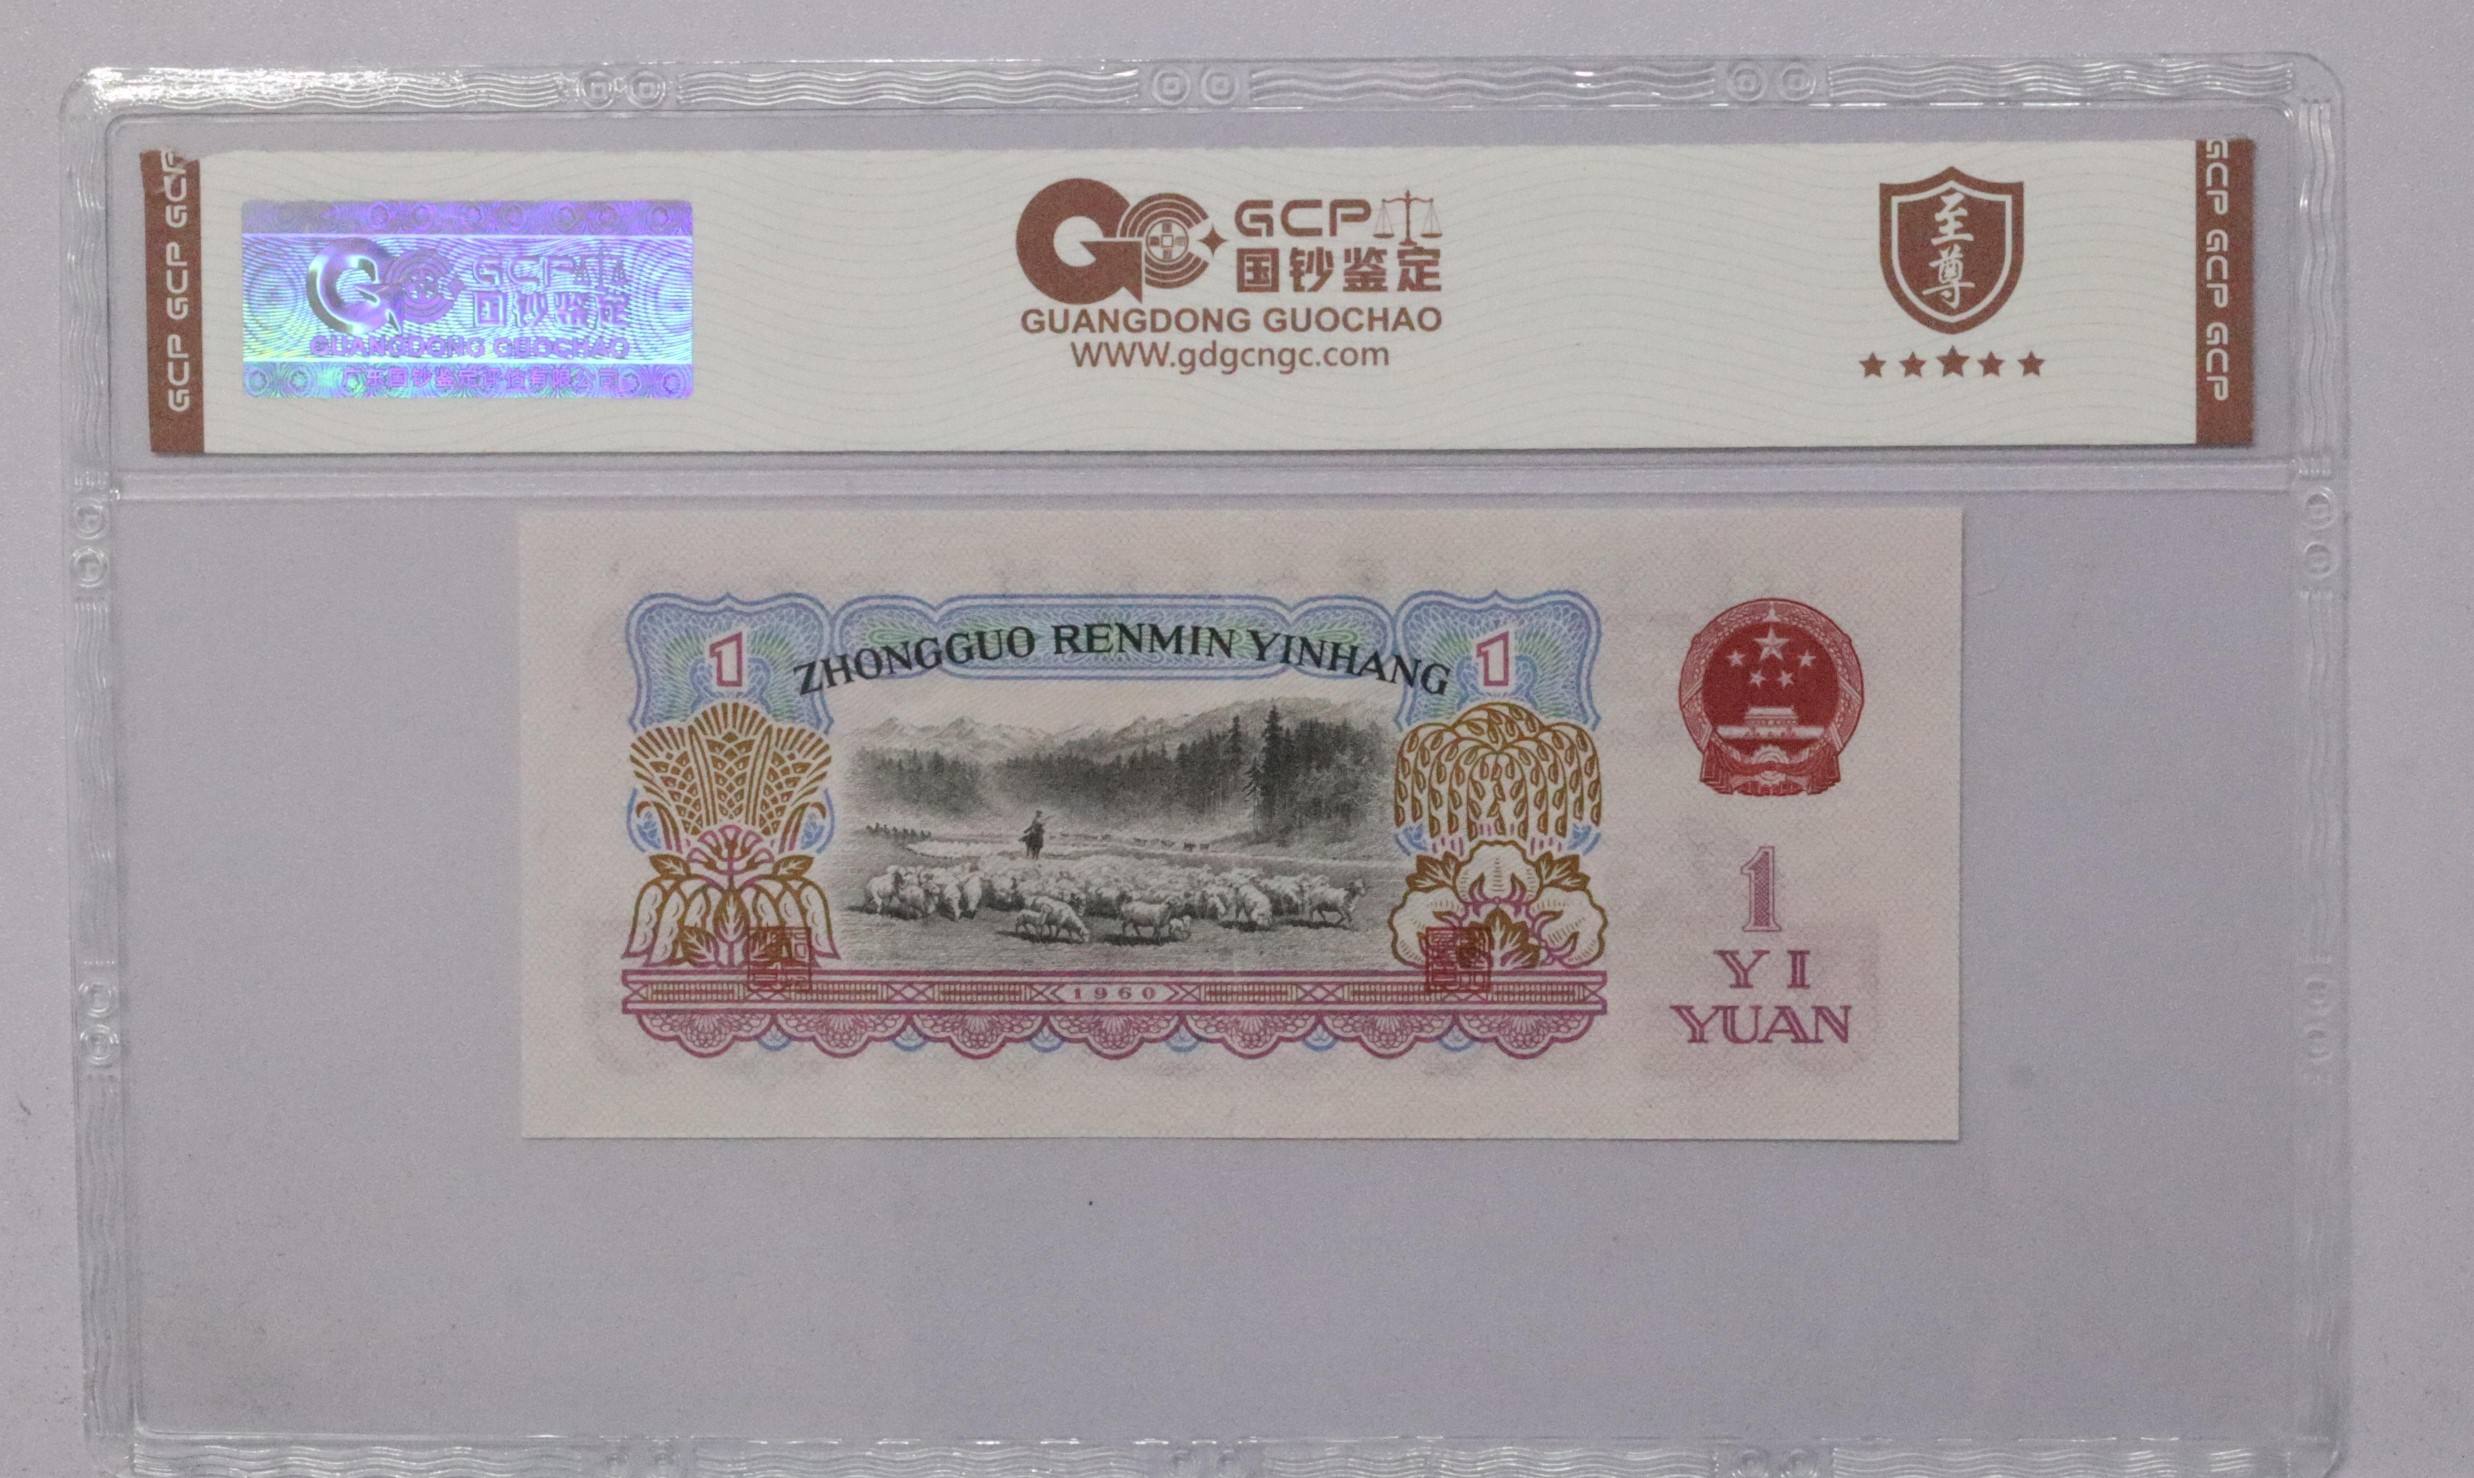 GCP GCP GCP
GCP
国钞鉴定
GUANGDONG GUOCHAO
广东国钞鉴定评估有限公司
GCP
国钞鉴定
GUANGDONG GUOCHAO
WWW.gdgcngc.com
至尊
GCP GCP GCP
1
ZHONGGUO RENMIN YINHANG
1
1960
1
YI
YUAN